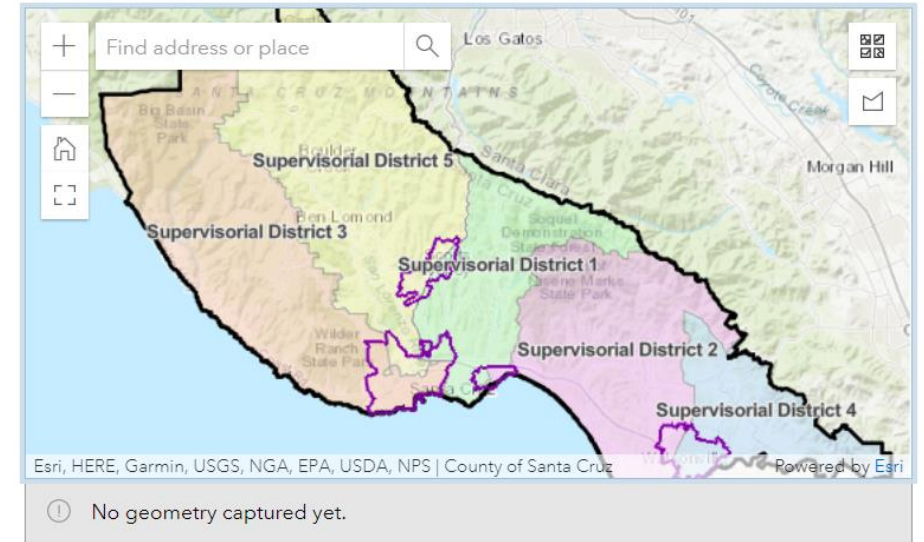 Find address or place
Los Gatos
ANTA CRUZ MOUNTAINS
101
Coyote Creek
Big Basin
State
Park
Boulder
Creek
Santa Clara
Santa Cruz
Supervisorial District 5
Morgan Hill
Ben Lomond
Soquel
Demonstration
State Forest
Supervisorial District 3
Supervisorial District 1
Nisene Marks
State Park
Wilder
Ranch
State Park
Supervisorial District 2
Santa Cruz
Supervisorial District 4
Esri, HERE, Garmin, USGS, NGA, EPA, USDA, NPS | County of Santa Cruz
Powered by Esri
No geometry captured yet.